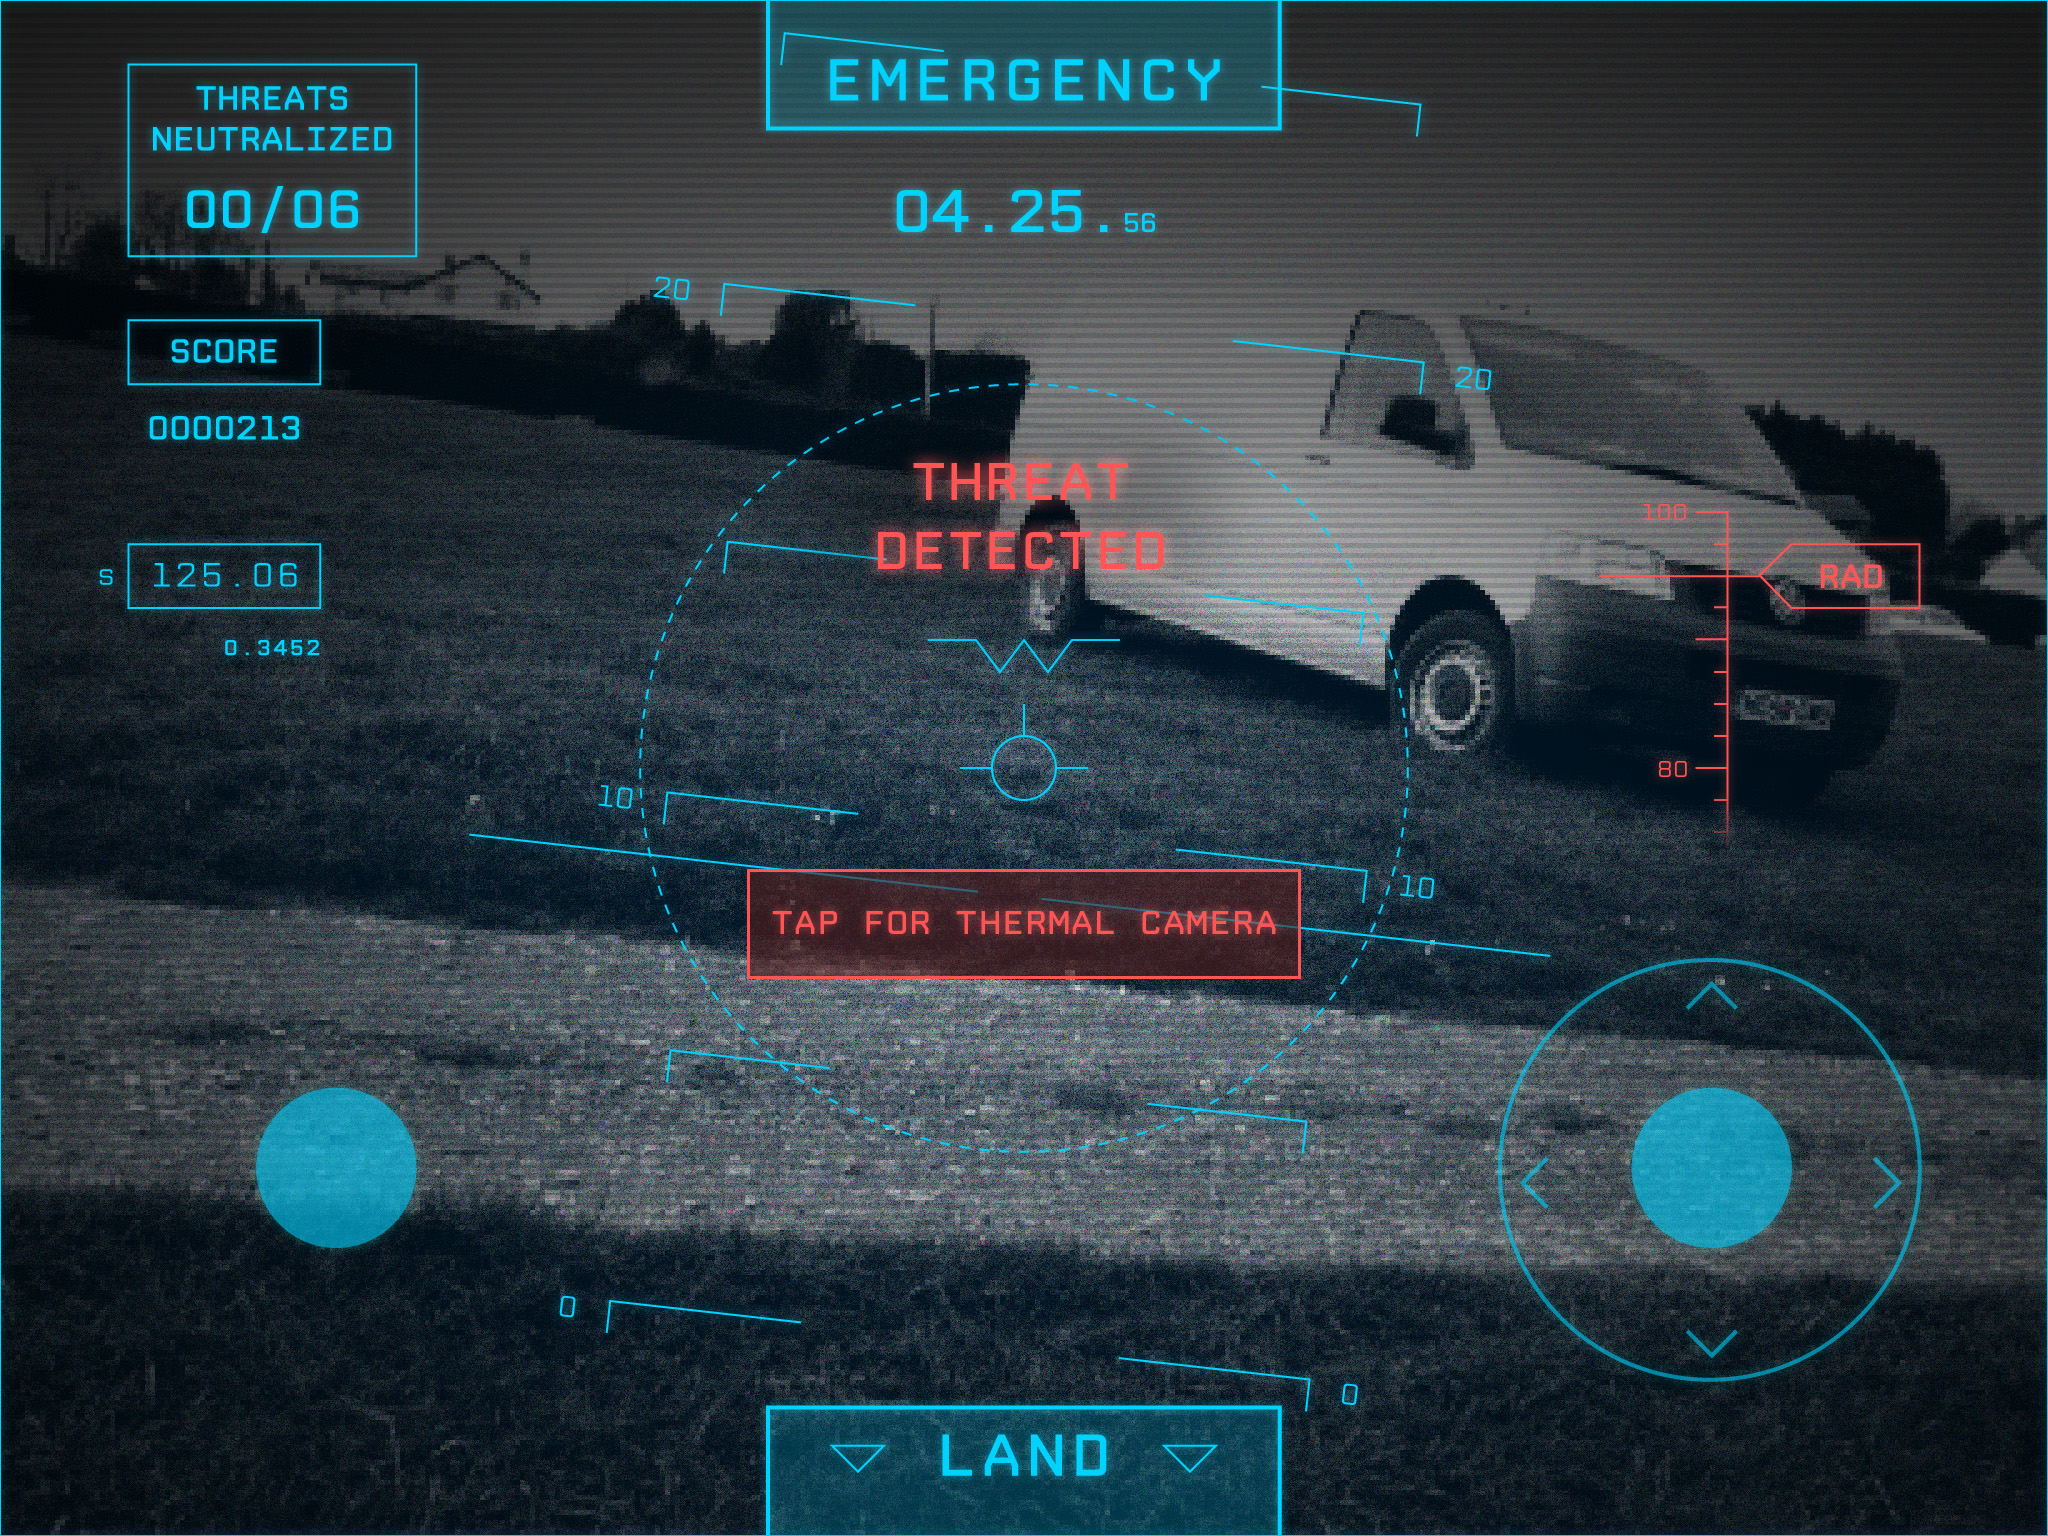 EMERGENCY
THREATS
NEUTRALIZED
00/06
04.25.56
20
SCORE
20
0000213
THREAT
DETECTED
100
RAD
S 125.06
0.3452
80
10
10
TAP FOR THERMAL CAMERA
0
0
LAND